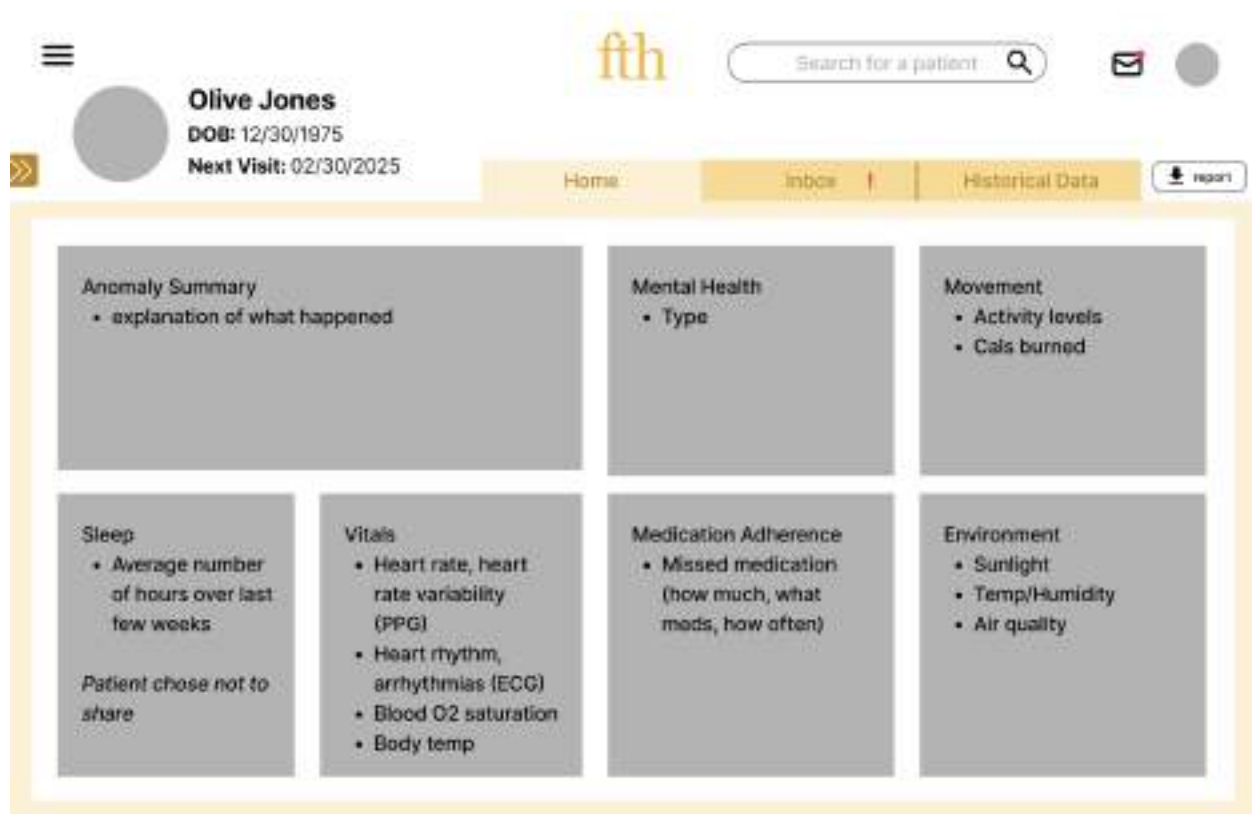 fth
Search for a patient
Olive Jones
DOB: 12/30/1975
Next Visit: 02/30/2025
Home
Inbox !
Historical Data
report
Anomaly Summary
• explanation of what happened
Mental Health
• Type
Movement
• Activity levels
• Cals burned
Sleep
• Average number
of hours over last
few weeks
Patient chose not to
share
Vitals
• Heart rate, heart
rate variability
(PPG)
• Heart rhythm,
arrhythmias (ECG)
• Blood O2 saturation
• Body temp
Medication Adherence
• Missed medication
(how much, what
meds, how often)
Environment
• Sunlight
• Temp/Humidity
• Air quality